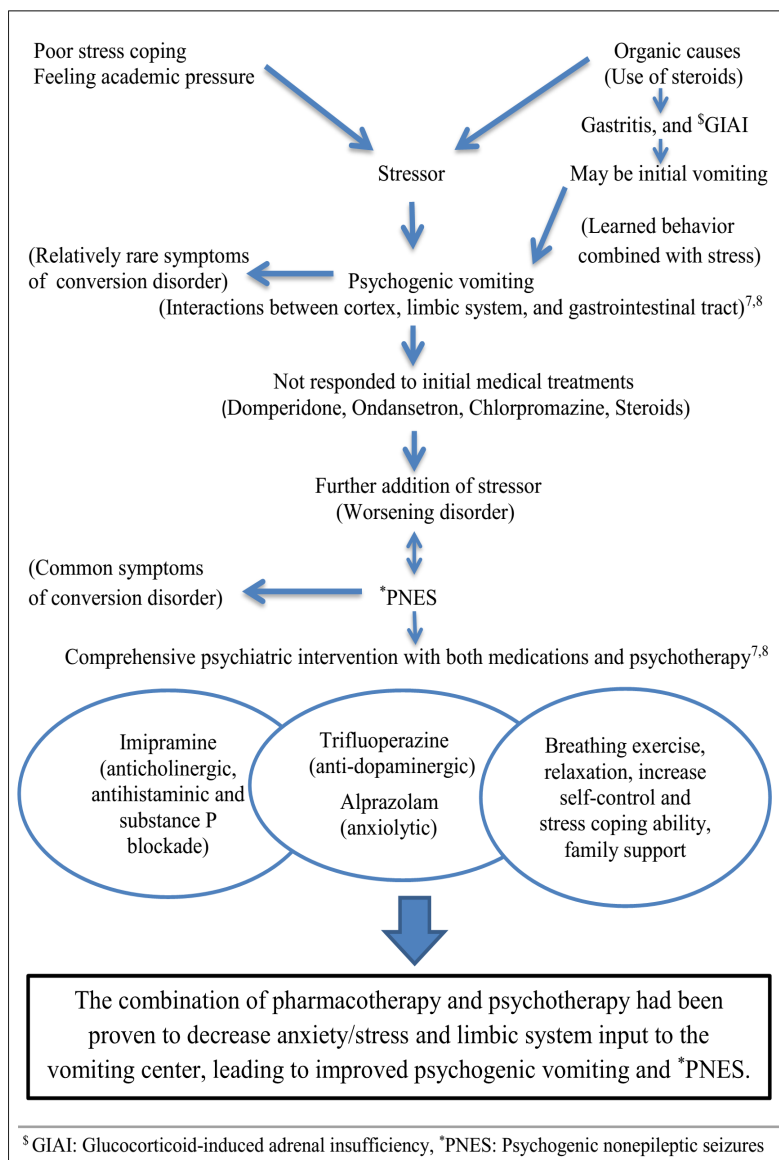 Poor stress coping
Feeling academic pressure
Organic causes
(Use of steroids)
Gastritis, and $GIAI
Stressor
May be initial vomiting
(Learned behavior
combined with stress)
(Relatively rare symptoms
of conversion disorder)
Psychogenic vomiting
(Interactions between cortex, limbic system, and gastrointestinal tract)7,8
Not responded to initial medical treatments
(Domperidone, Ondansetron, Chlorpromazine, Steroids)
Further addition of stressor
(Worsening disorder)
(Common symptoms
of conversion disorder)
*PNES
Comprehensive psychiatric intervention with both medications and psychotherapy7,8
Imipramine
(anticholinergic,
antihistaminic and
substance P
blockade)
Trifluoperazine
(anti-dopaminergic)
Alprazolam
(anxiolytic)
Breathing exercise,
relaxation, increase
self-control and
stress coping ability,
family support
The combination of pharmacotherapy and psychotherapy had been
proven to decrease anxiety/stress and limbic system input to the
vomiting center, leading to improved psychogenic vomiting and *PNES.
$ GIAI: Glucocorticoid-induced adrenal insufficiency, *PNES: Psychogenic nonepileptic seizures